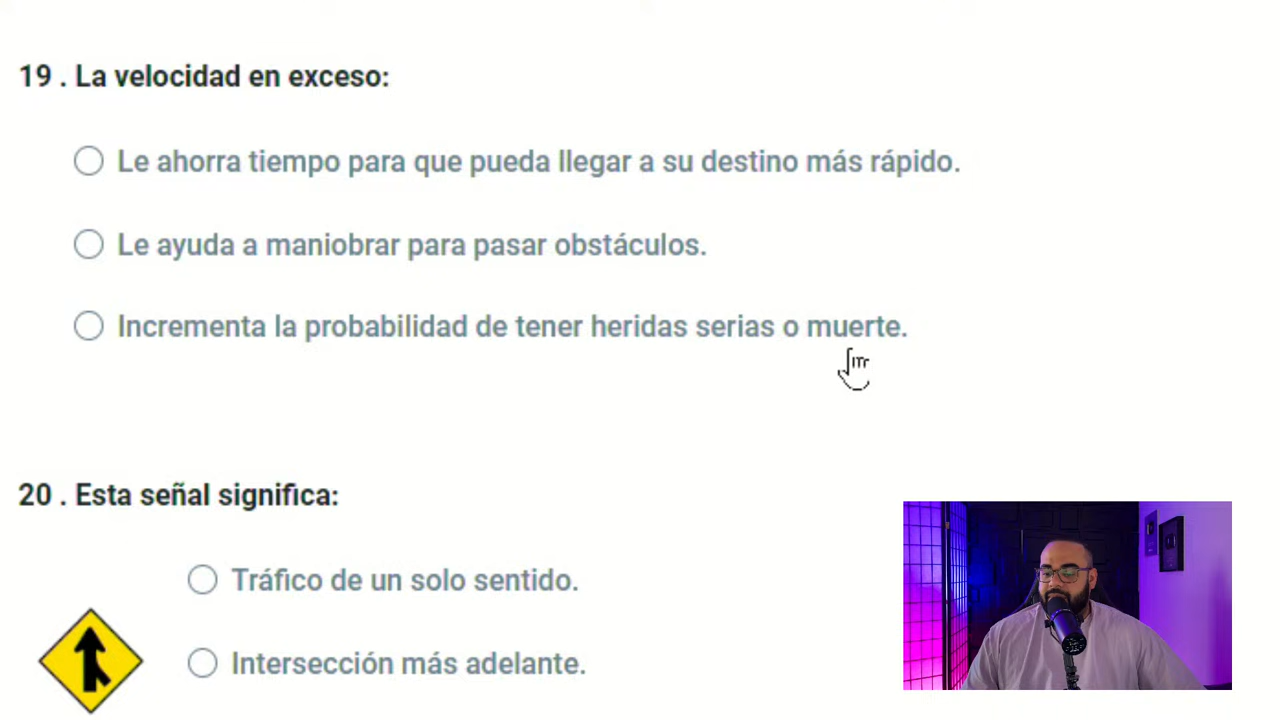 19 . La velocidad en exceso:
Le ahorra tiempo para que pueda llegar a su destino más rápido.
Le ayuda a maniobrar para pasar obstáculos.
Incrementa la probabilidad de tener heridas serias o muerte.
20 . Esta señal significa:
Tráfico de un solo sentido.
Intersección más adelante.